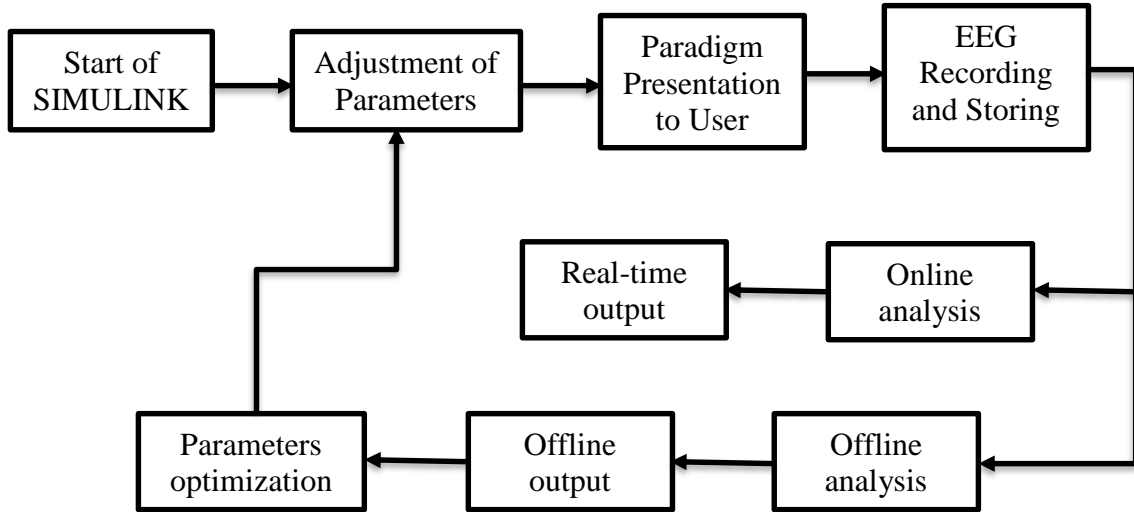 Start of
SIMULINK
Adjustment of
Parameters
Paradigm
Presentation
to User
EEG
Recording
and Storing
Real-time
output
Online
analysis
Parameters
optimization
Offline
output
Offline
analysis